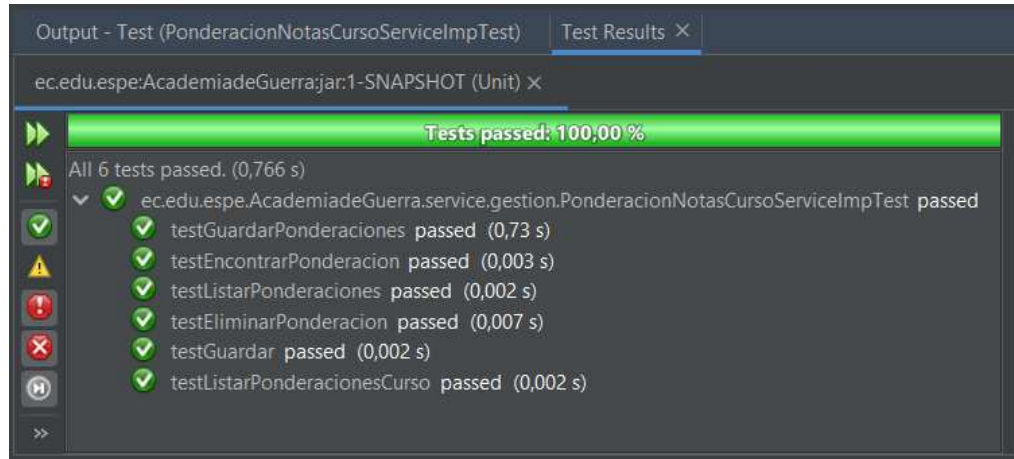 Output - Test (PonderacionNotasCursoServiceImpTest) Test Results ×
ec.edu.espe:AcademiadeGuerra:jar:1-SNAPSHOT (Unit) ×
Tests passed: 100,00 %
All 6 tests passed. (0,766 s)
ec.edu.espe.AcademiadeGuerra.service.gestion.PonderacionNotasCursoServiceImpTest passed
testGuardarPonderaciones passed (0,73 s)
testEncontrarPonderacion passed (0,003 s)
testListarPonderaciones passed (0,002 s)
testEliminarPonderacion passed (0,007 s)
testGuardar passed (0,002 s)
testListarPonderacionesCurso passed (0,002 s)